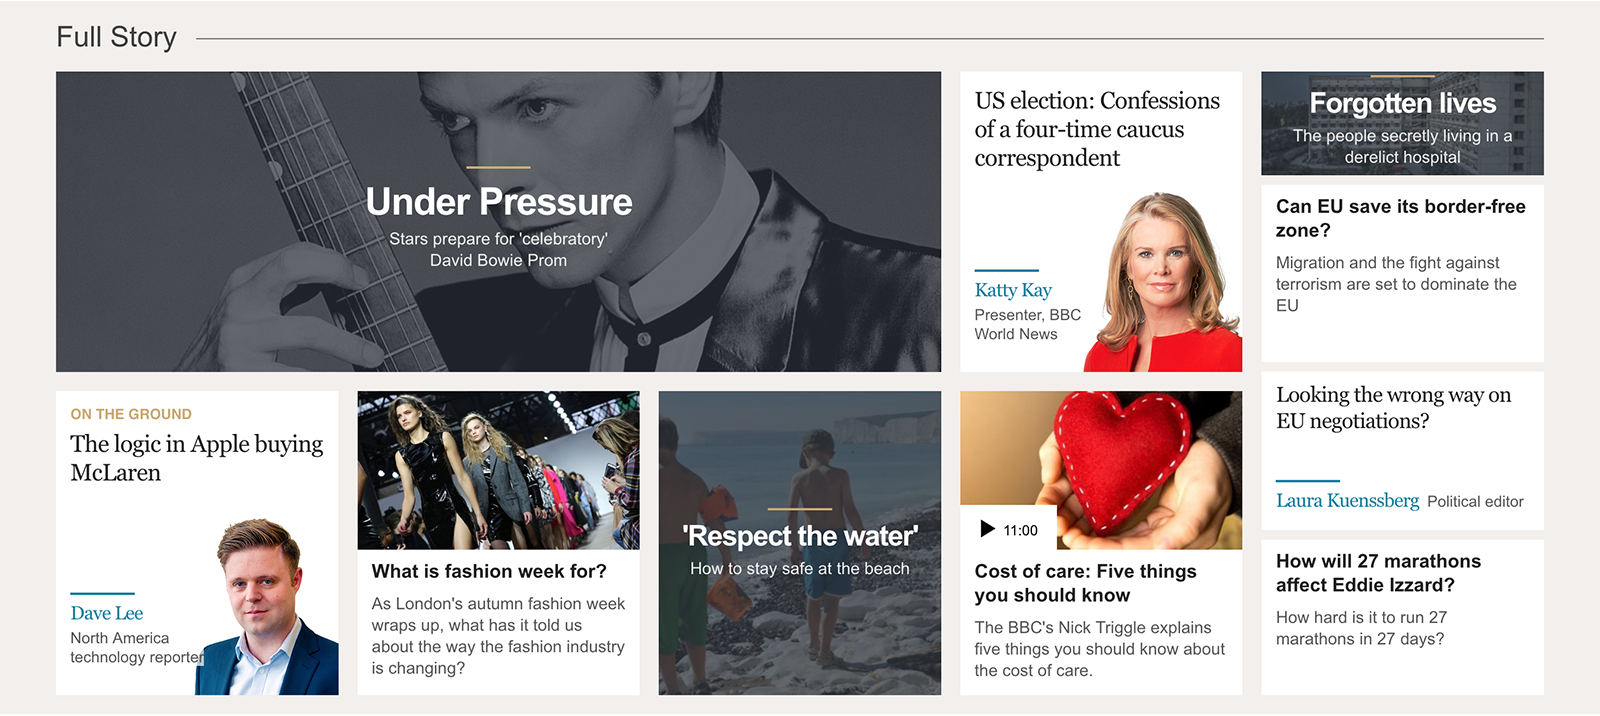 Full Story
Under Pressure
Stars prepare for 'celebratory'
David Bowie Prom
US election: Confessions
of a four-time caucus
correspondent
Katty Kay
Presenter, BBC
World News
Forgotten lives
The people secretly living in a
derelict hospital
Can EU save its border-free
zone?
Migration and the fight against
terrorism are set to dominate the
EU
Looking the wrong way on
EU negotiations?
Laura Kuenssberg Political editor
How will 27 marathons
affect Eddie Izzard?
How hard is it to run 27
marathons in 27 days?
ON THE GROUND
The logic in Apple buying
McLaren
Dave Lee
North America
technology reporter
What is fashion week for?
As London's autumn fashion week
wraps up, what has it told us
about the way the fashion industry
is changing?
'Respect the water'
How to stay safe at the beach
11:00
Cost of care: Five things
you should know
The BBC's Nick Triggle explains
five things you should know about
the cost of care.